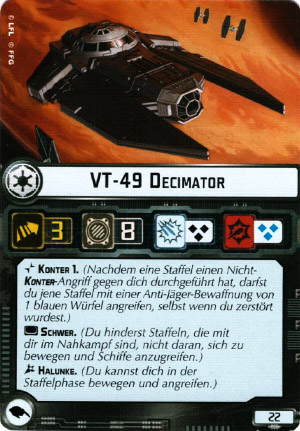 © LFL © FFG
VT-49 DECIMATOR
3
8
KONTER 1. (Nachdem eine Staffel einen Nicht-
KONTER-Angriff gegen dich durchgeführt hat, darfst
du jene Staffel mit einer Anti-Jäger-Bewaffnung von
1 blauen Würfel angreifen, selbst wenn du zerstört
wurdest.)
SCHWER. (Du hinderst Staffeln, die mit
dir im Nahkampf sind, nicht daran, sich zu
bewegen und Schiffe anzugreifen.)
HALUNKE. (Du kannst dich in der
Staffelphase bewegen und angreifen.)
22